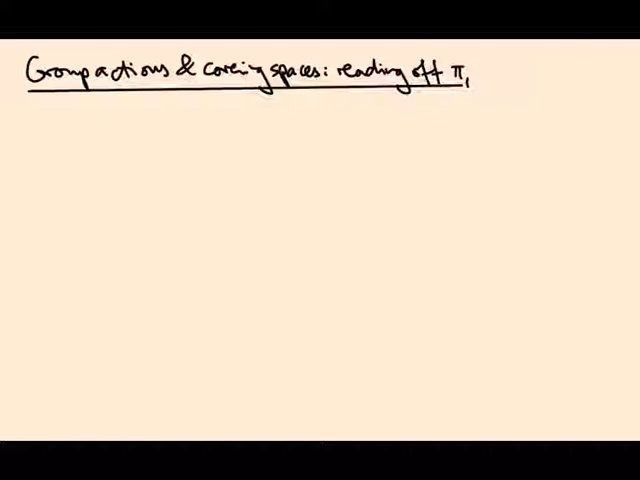 Group actions & covering spaces: reading off π₁